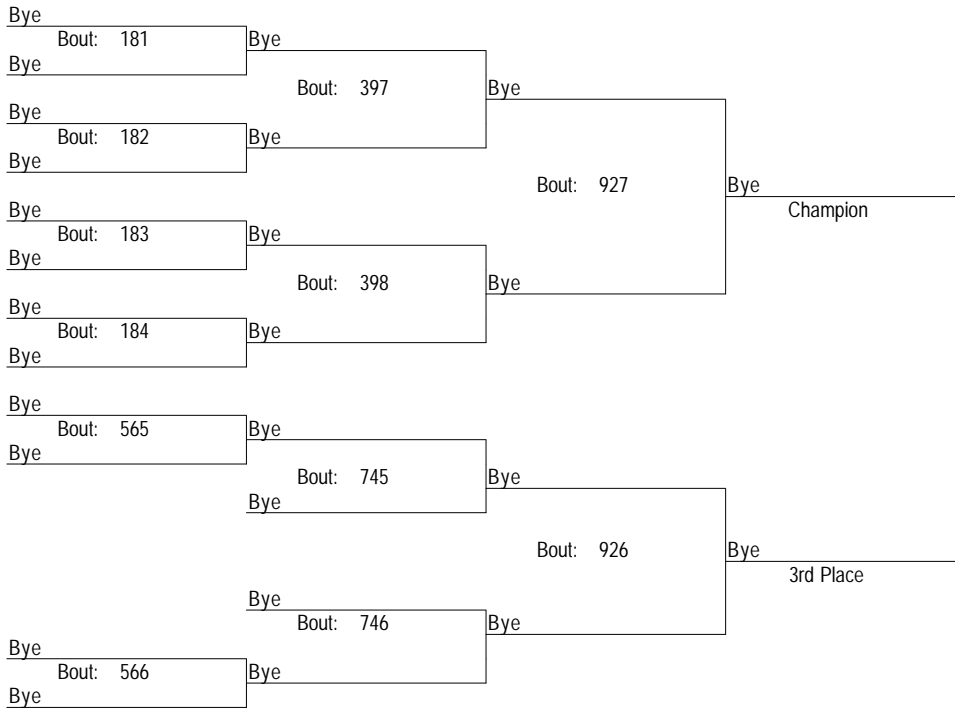 Bye
Bout: 181
Bye
Bye
Bout: 397
Bye
Bye
Bout: 182
Bye
Bye
Bout: 927
Bye
Champion
Bye
Bout: 183
Bye
Bye
Bout: 398
Bye
Bye
Bout: 184
Bye
Bye
Bye
Bout: 565
Bye
Bye
Bout: 745
Bye
Bye
Bout: 926
Bye
3rd Place
Bye
Bout: 746
Bye
Bye
Bout: 566
Bye
Bye